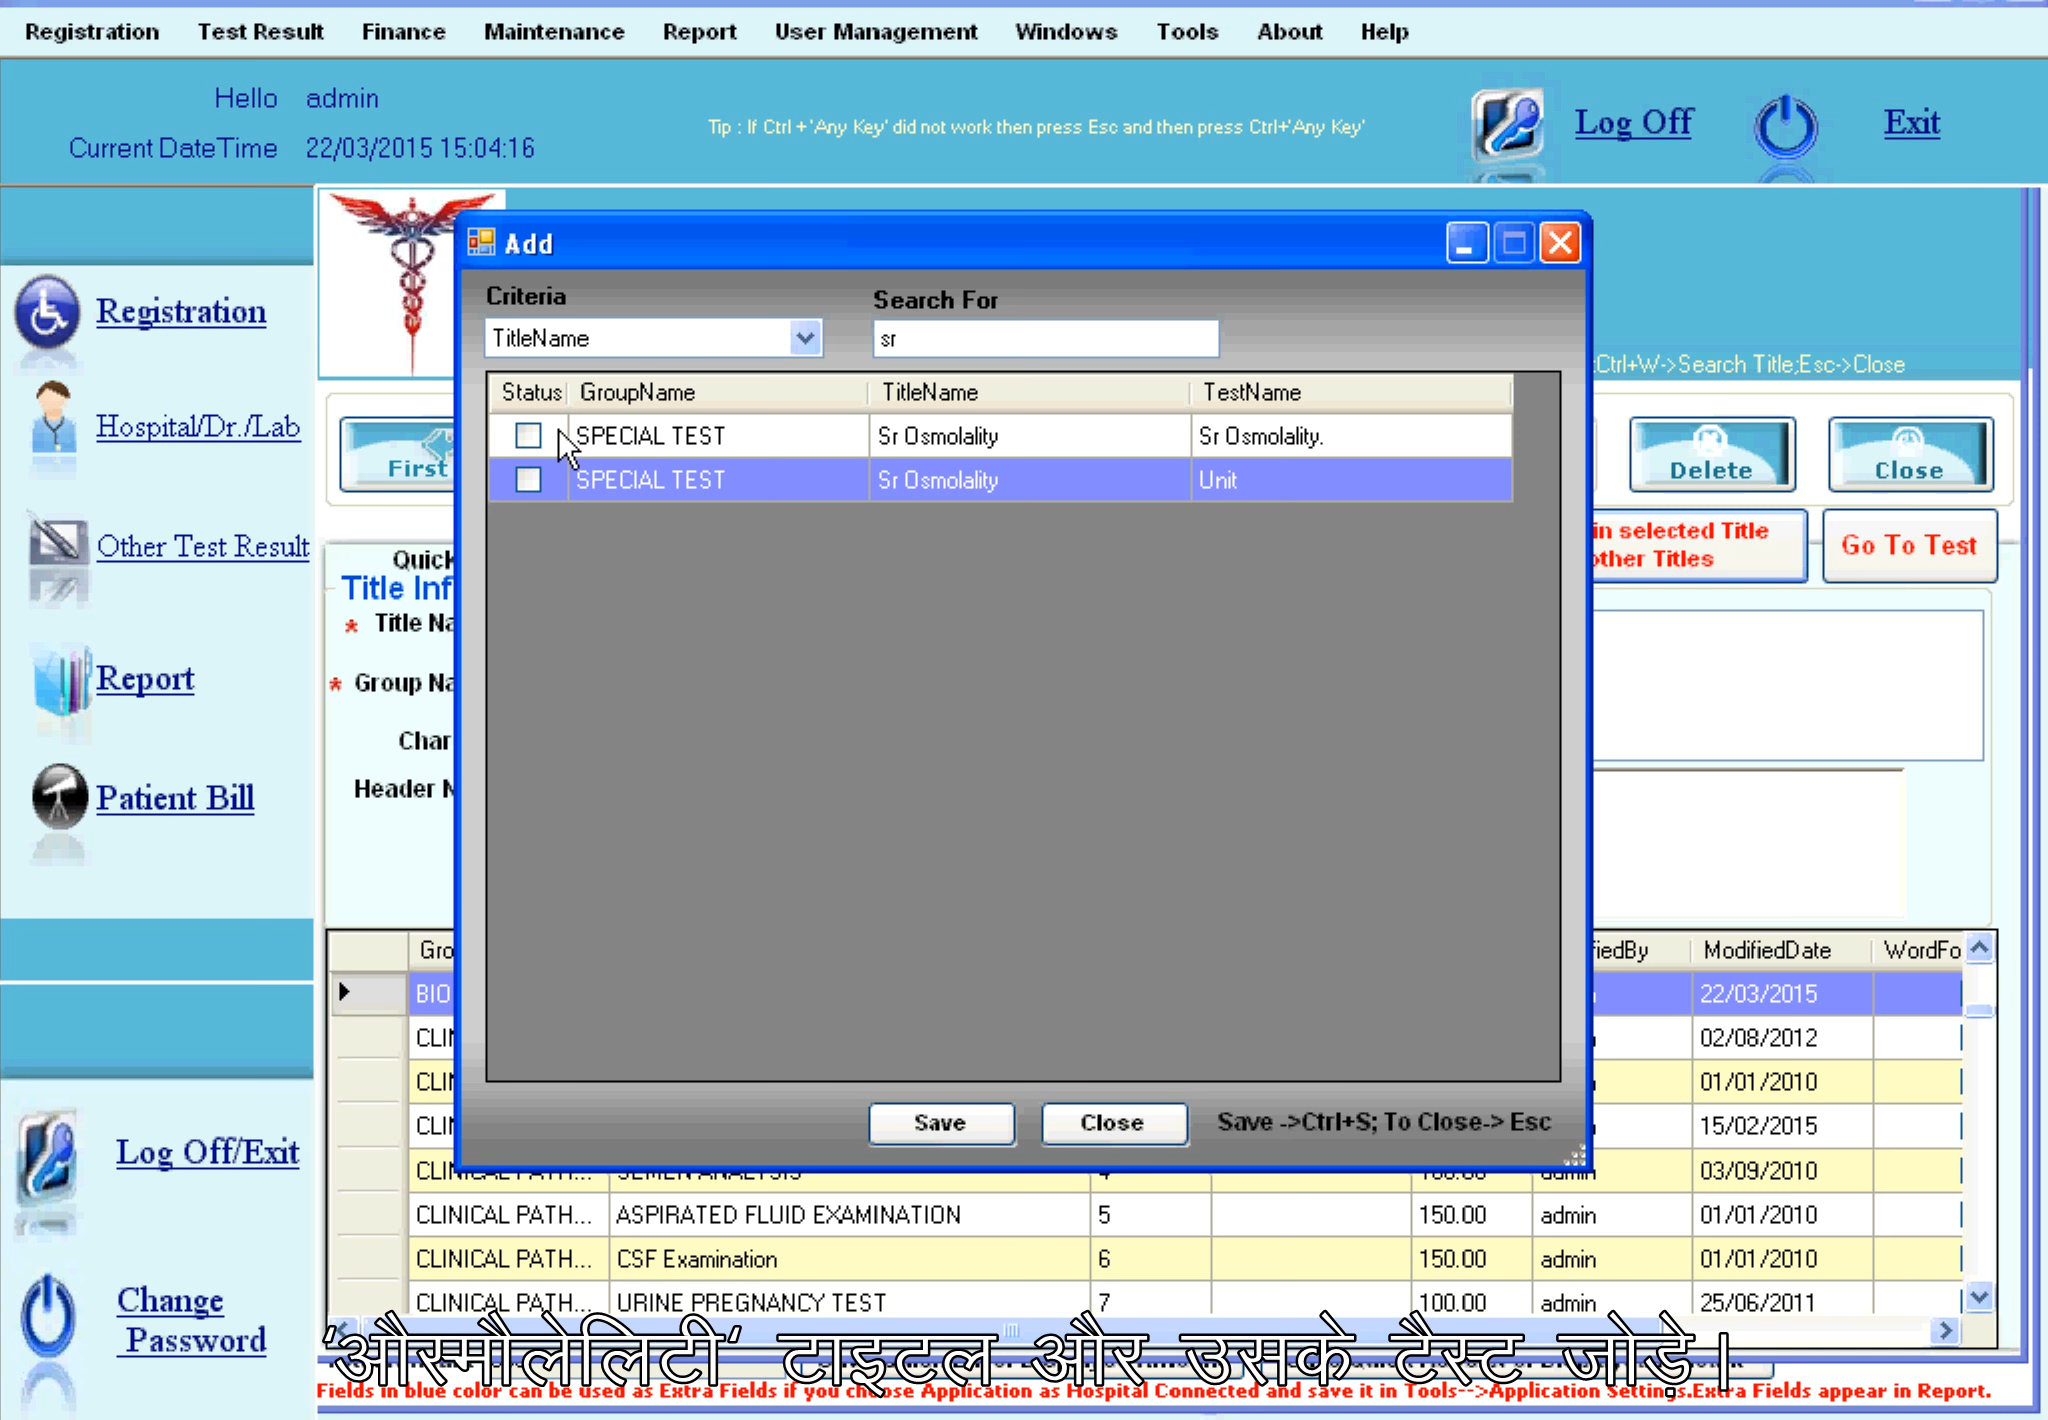 Registration Test Result Finance Maintenance Report User Management Windows Tools About Help
Hello admin
Current DateTime 22/03/2015 15:04:16
Tip : If Ctrl +'Any Key' did not work then press Esc and then press Ctrl+'Any Key'
Log Off
Exit
Registration
Hospital/Dr./Lab
Other Test Result
Report
Patient Bill
Log Off/Exit
Change
Password
Add
Criteria Search For
TitleName sr
Status GroupName TitleName TestName
SPECIAL TEST Sr Osmolality Sr Osmolality.
SPECIAL TEST Sr Osmolality Unit
Save Close Save ->Ctrl+S; To Close-> Esc
Ctrl+W->Search Title;Esc->Close
First Delete Close
in selected Title
Titles
Go To Test
Title
Title
Group
Header
ModifiedDate
22/03/2015
02/08/2012
01/01/2010
15/02/2015
SEMEN ANALYSIS admin 03/09/2010
CLINICAL PATH... ASPIRATED FLUID EXAMINATION 5 150.00 admin 01/01/2010
CLINICAL PATH... CSF Examination 6 150.00 admin 01/01/2010
CLINICAL PATH... URINE PREGNANCY TEST 7 100.00 admin 25/06/2011
'औस्मौलेलिटी' टाइटल और उसके टैस्ट जोड़े।
Fields in blue color can be used as Extra Fields if you choose Application as Hospital Connected and save it in Tools-->Application Settings.Extra Fields appear in Report.